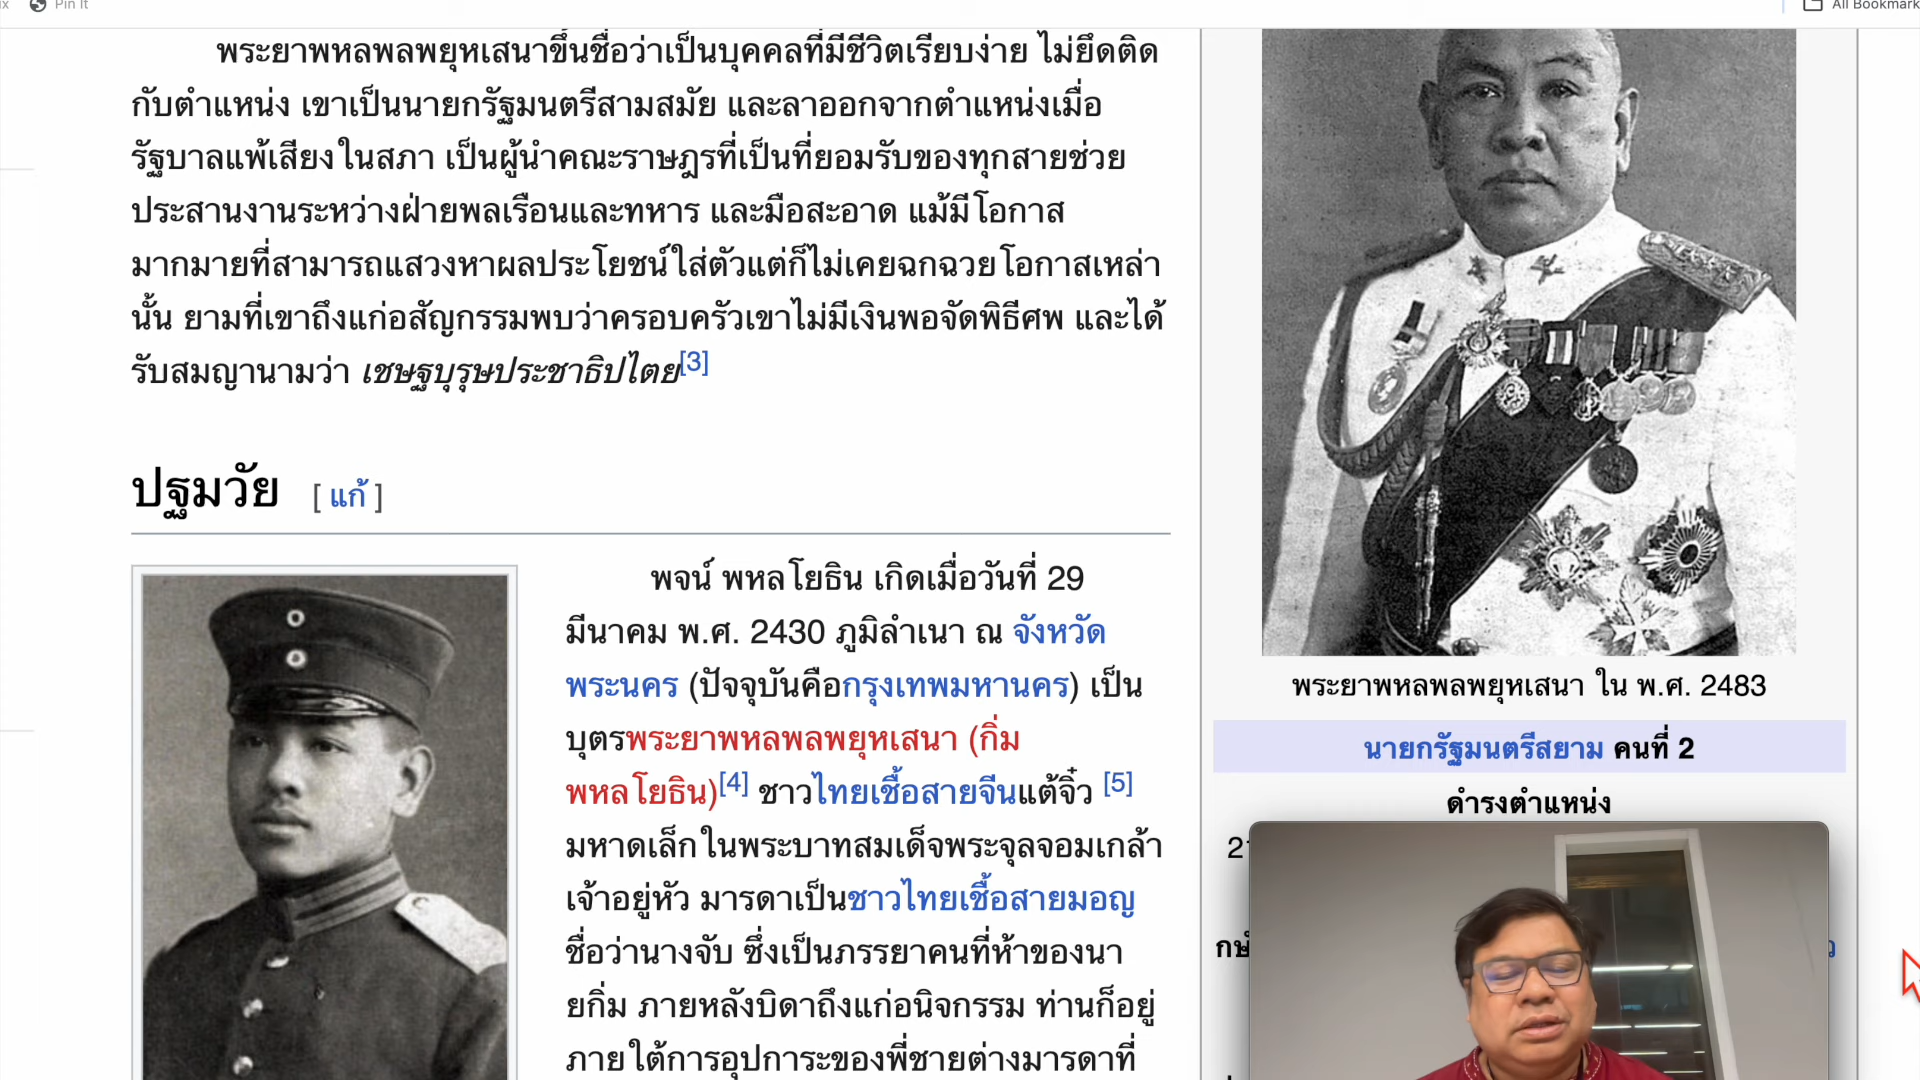 Pin It
All Bookmark
พระยาพหลพลพยุหเสนาขึ้นชื่อว่าเป็นบุคคลที่มีชีวิตเรียบง่าย ไม่ยึดติด
กับตำแหน่ง เขาเป็นนายกรัฐมนตรีสามสมัย และลาออกจากตำแหน่งเมื่อ
รัฐบาลแพ้เสียงในสภา เป็นผู้นำคณะราษฎรที่เป็นที่ยอมรับของทุกสายช่วย
ประสานงานระหว่างฝ่ายพลเรือนและทหาร และมือสะอาด แม้มีโอกาส
มากมายที่สามารถแสวงหาผลประโยชน์ใส่ตัวแต่ก็ไม่เคยฉกฉวยโอกาสเหล่า
นั้น ยามที่เขาถึงแก่อสัญกรรมพบว่าครอบครัวเขาไม่มีเงินพอจัดพิธีศพ และได้
รับสมญานามว่า เชษฐบุรุษประชาธิปไตย[3]
ปฐมวัย [ แก้ ]
พจน์ พหลโยธิน เกิดเมื่อวันที่ 29
มีนาคม พ.ศ. 2430 ภูมิลำเนา ณ จังหวัด
พระนคร (ปัจจุบันคือกรุงเทพมหานคร) เป็น
บุตรพระยาพหลพลพยุหเสนา (กิ่ม
พหลโยธิน)[4] ชาวไทยเชื้อสายจีนแต้จิ๋ว [5]
มหาดเล็กในพระบาทสมเด็จพระจุลจอมเกล้า
เจ้าอยู่หัว มารดาเป็นชาวไทยเชื้อสายมอญ
ชื่อว่านางจับ ซึ่งเป็นภรรยาคนที่ห้าของนา
ยกิ่ม ภายหลังบิดาถึงแก่อนิจกรรม ท่านก็อยู่
ภายใต้การอุปการะของพี่ชายต่างมารดาที่
พระยาพหลพลพยุหเสนา ใน พ.ศ. 2483
นายกรัฐมนตรีสยาม คนที่ 2
ดำรงตำแหน่ง